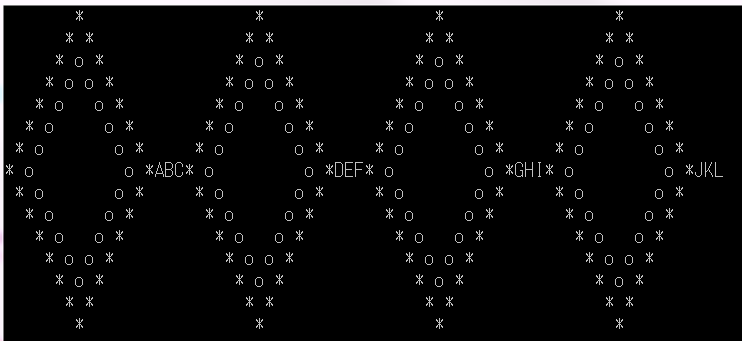 *                 *                 *                 *
      * *               * *               * *               * *
     * o *             * o *             * o *             * o *
    * o o *           * o o *           * o o *           * o o *
   * o   o *         * o   o *         * o   o *         * o   o *
  * o     o *       * o     o *       * o     o *       * o     o *
 * o       o *     * o       o *     * o       o *     * o       o *
* o         o *ABC* o         o *DEF* o         o *GHI* o         o *JKL
 * o       o *     * o       o *     * o       o *     * o       o *
  * o     o *       * o     o *       * o     o *       * o     o *
   * o   o *         * o   o *         * o   o *         * o   o *
    * o o *           * o o *           * o o *           * o o *
     * o *             * o *             * o *             * o *
      * *               * *               * *               * *
       *                 *                 *                 *